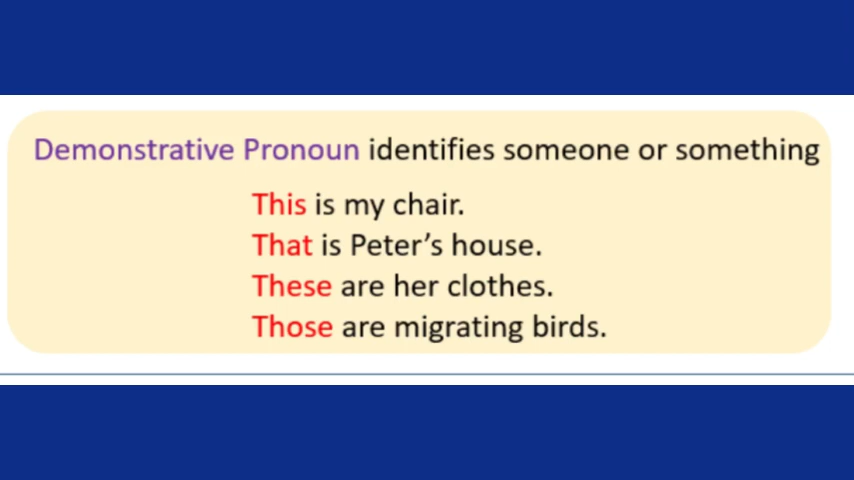 Demonstrative Pronoun identifies someone or something
This is my chair.
That is Peter’s house.
These are her clothes.
Those are migrating birds.